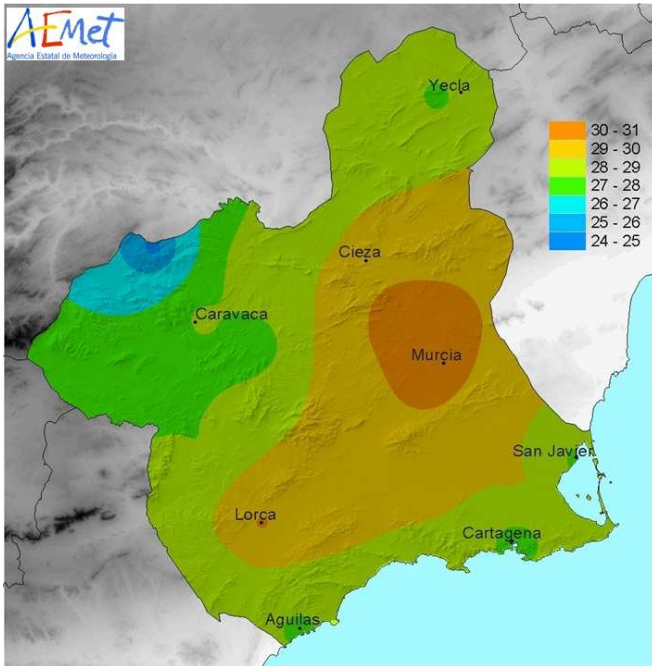 AEMet
Agencia Estatal de Meteorología
Yecla
30 - 31
29 - 30
28 - 29
27 - 28
26 - 27
25 - 26
24 - 25
Cieza
Caravaca
Murcia
San Javier
Lorca
Cartagena
Aguilas